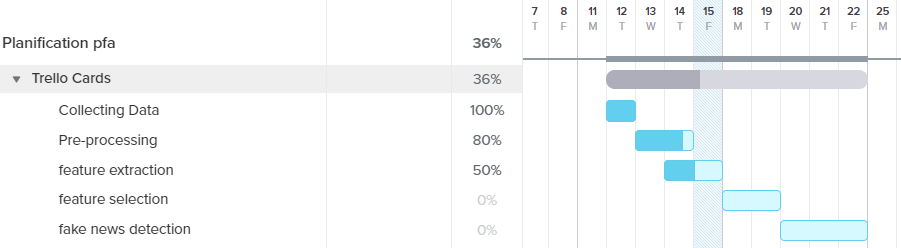 7 8 11 12 13 14 15 18 19 20 21 22 25
T F M T W T F M T W T F M
Planification pfa 36%
Trello Cards 36%
Collecting Data 100%
Pre-processing 80%
feature extraction 50%
feature selection 0%
fake news detection 0%